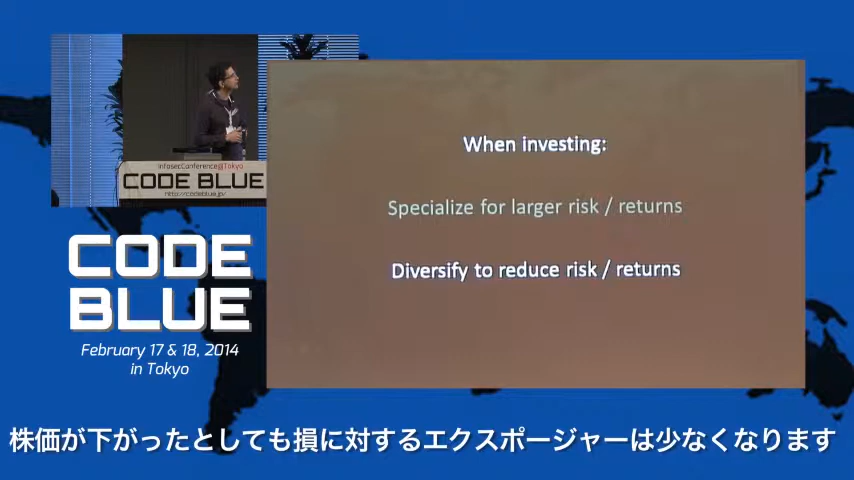 infosecConference@Tokyo
CODE BLUE
http://codeblue.jp/
When investing:
Specialize for larger risk / returns
Diversify to reduce risk / returns
CODE
BLUE
February 17 & 18, 2014
in Tokyo
株価が下がったとしても損に対するエクスポージャーは少なくなります